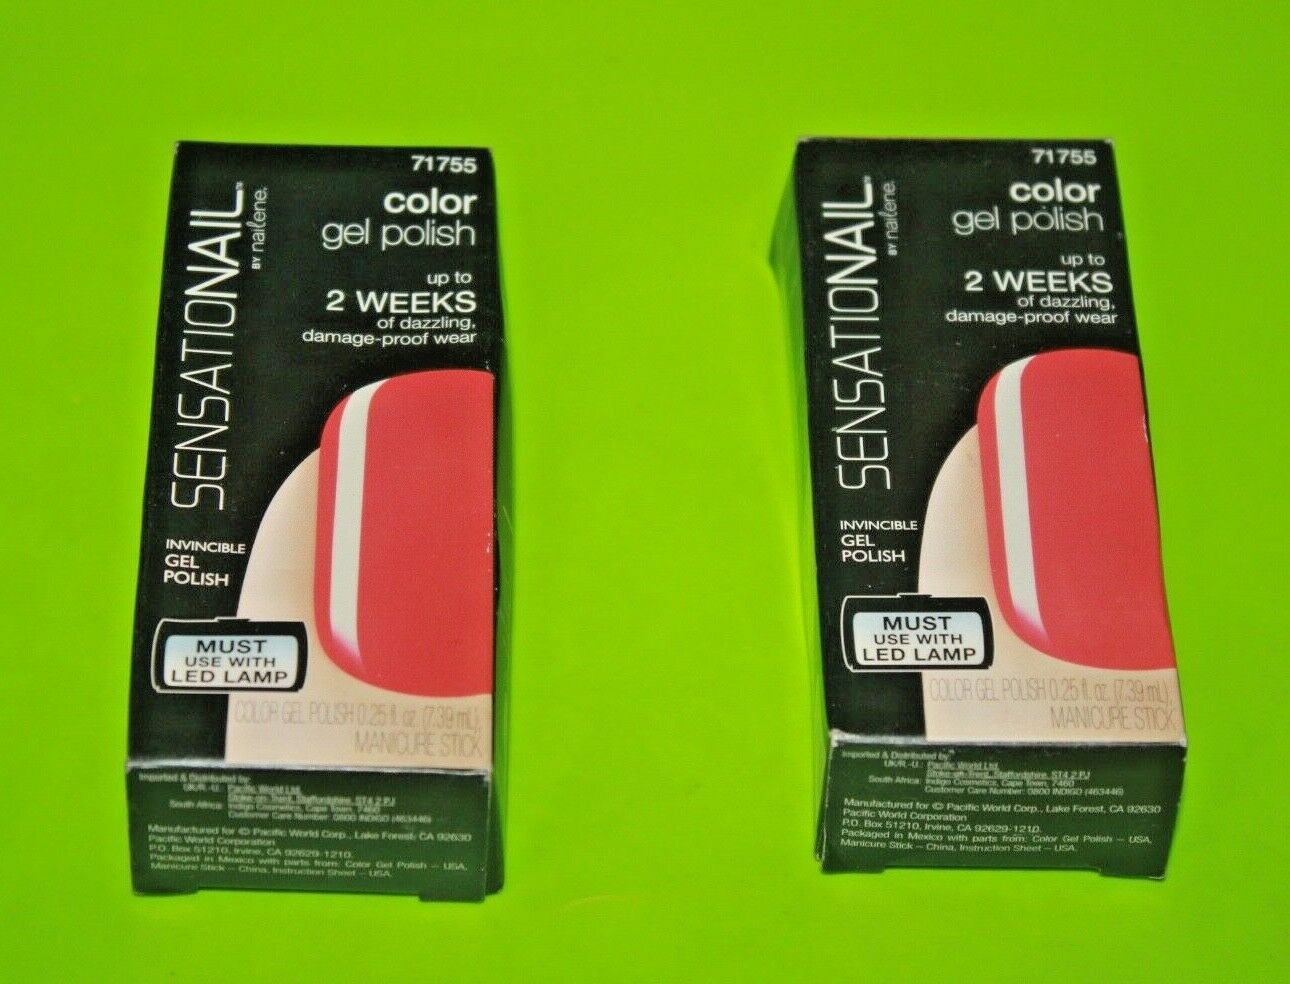 71755
color
gel polish
up to
2 WEEKS
of dazzling,
damage-proof wear
SENSATIONAIL™
BY nailene.
INVINCIBLE
GEL
POLISH
MUST
USE WITH
LED LAMP
COLOR GEL POLISH 0.25 fl. oz. (7.39 mL),
MANICURE STICK
Imported & Distributed by:
UK/R.-U.: Pacific World Ltd.
Stoke-on-Trent, Staffordshire, ST4 2 PJ
South Africa: Indigo Cosmetics, Cape Town, 7460
Customer Care Number: 0800 INDIGO (463446)
Manufactured for © Pacific World Corp., Lake Forest, CA 92630
Pacific World Corporation
P.O. Box 51210, Irvine, CA 92629-1210.
Packaged in Mexico with parts from: Color Gel Polish – USA,
Manicure Stick – China, Instruction Sheet – USA.
71755
color
gel polish
up to
2 WEEKS
of dazzling,
damage-proof wear
SENSATIONAIL™
BY nailene.
INVINCIBLE
GEL
POLISH
MUST
USE WITH
LED LAMP
COLOR GEL POLISH 0.25 fl. oz. (7.39 mL),
MANICURE STICK
Imported & Distributed by:
UK/R.-U.: Pacific World Ltd.
Stoke-on-Trent, Staffordshire, ST4 2 PJ
South Africa: Indigo Cosmetics, Cape Town, 7460
Customer Care Number: 0800 INDIGO (463446)
Manufactured for © Pacific World Corp., Lake Forest, CA 92630
Pacific World Corporation
P.O. Box 51210, Irvine, CA 92629-1210.
Packaged in Mexico with parts from: Color Gel Polish – USA,
Manicure Stick – China, Instruction Sheet – USA.